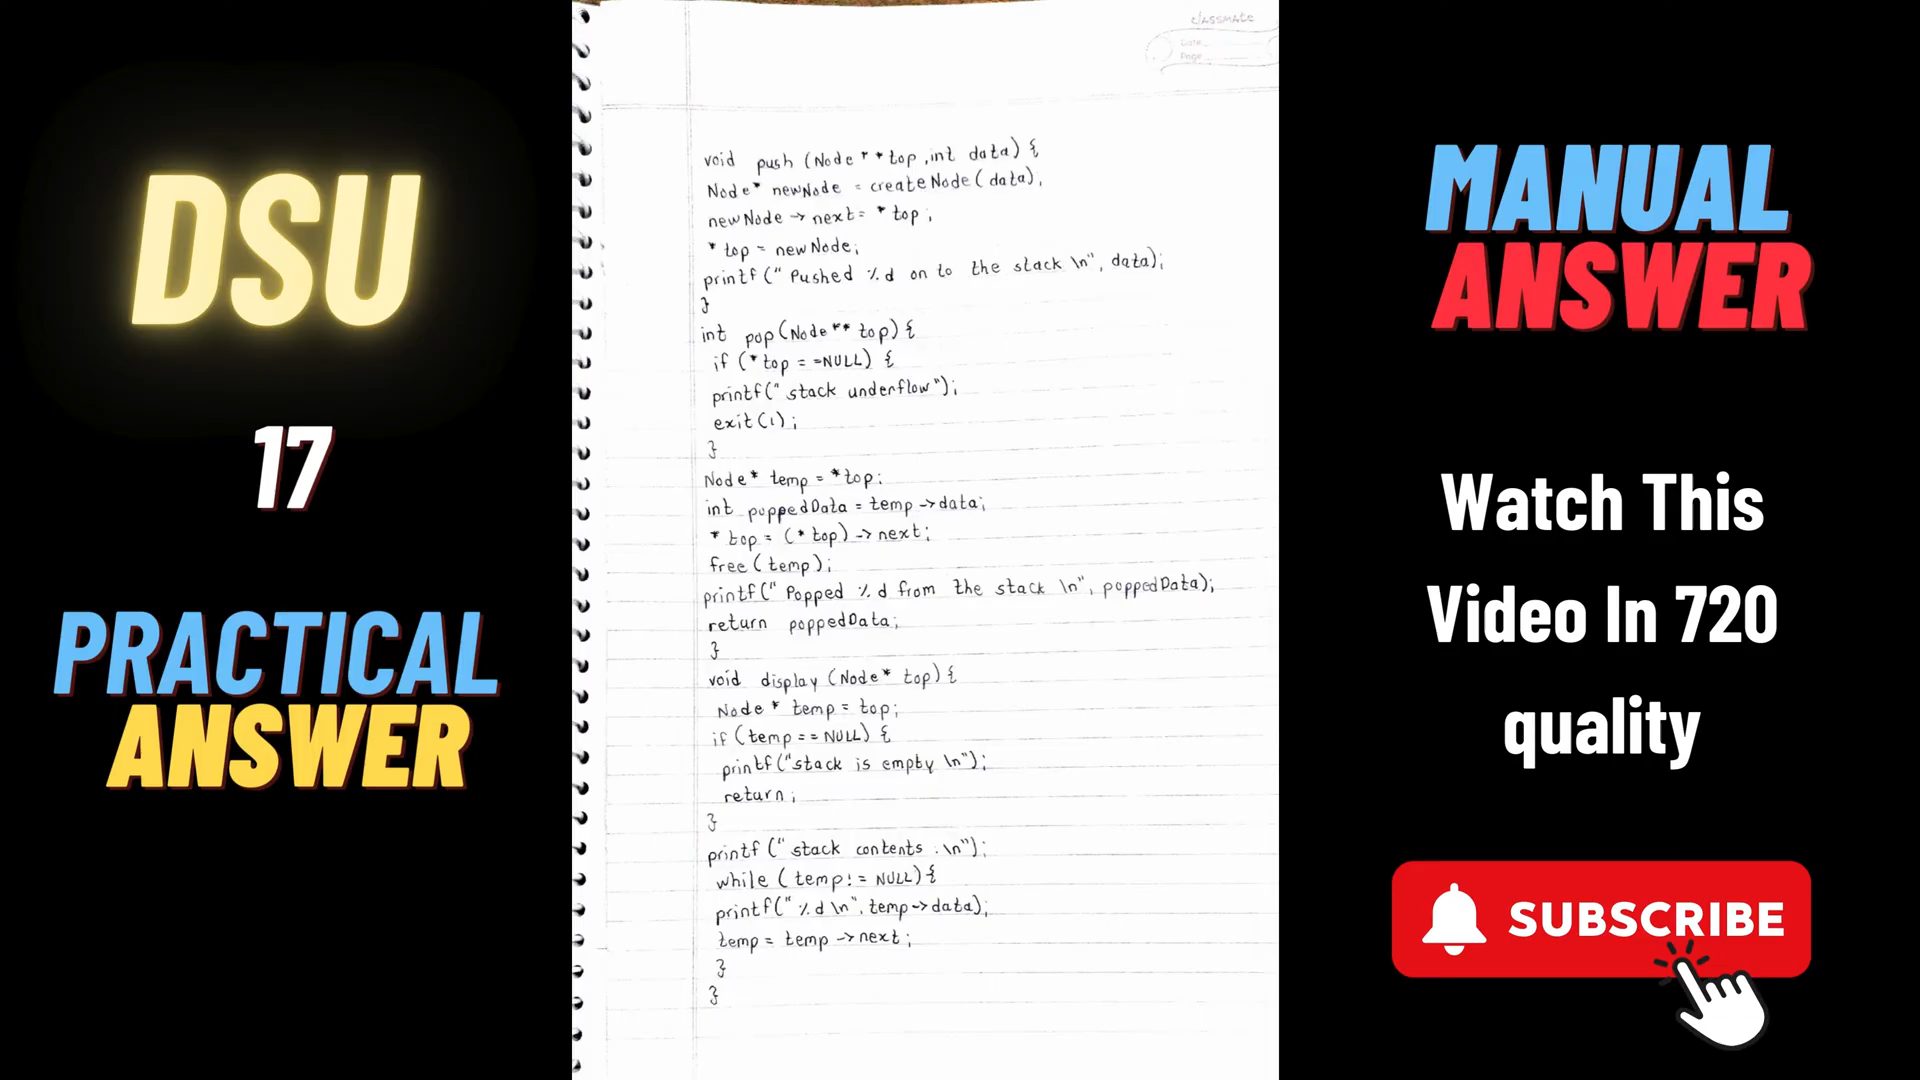 DSU
17
PRACTICAL
ANSWER
classmate
Date
Page
void push (Node **top, int data) {
Node* newNode = createNode(data);
newNode -> next = *top;
* top = newNode;
printf(" Pushed %d on to the stack \n", data);
}
int pop(Node** top) {
if (*top == NULL) {
printf(" stack underflow");
exit(1);
}
Node* temp = *top;
int poppedData = temp -> data;
* top = (* top) -> next;
free(temp);
printf(" Popped %d from the stack \n", poppedData);
return poppedData;
}
void display (Node* top) {
Node * temp = top;
if (temp == NULL) {
printf("stack is empty \n");
return;
}
printf (" stack contents .\n");
while (temp != NULL) {
printf(" %d \n", temp -> data);
temp = temp -> next;
}
}
MANUAL
ANSWER
Watch This
Video In 720
quality
SUBSCRIBE